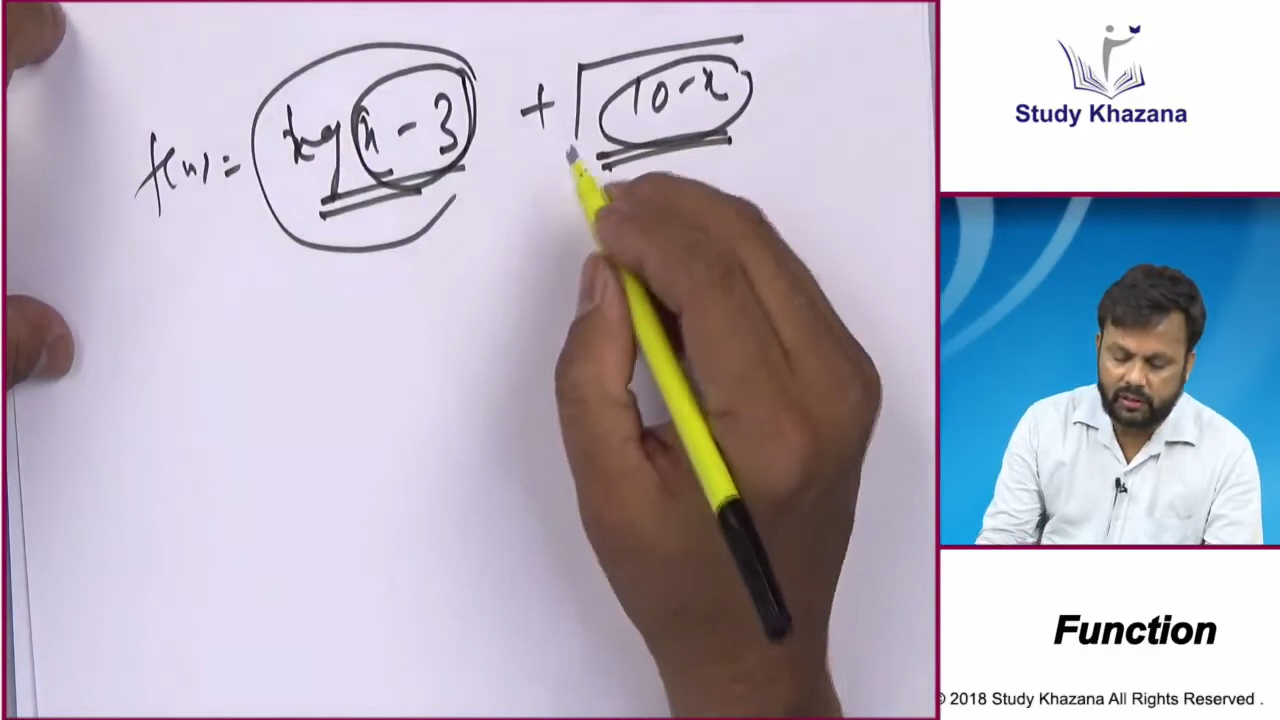 f(x) = log(x - 3) + √10-x
Study Khazana
Function
© 2018 Study Khazana All Rights Reserved .